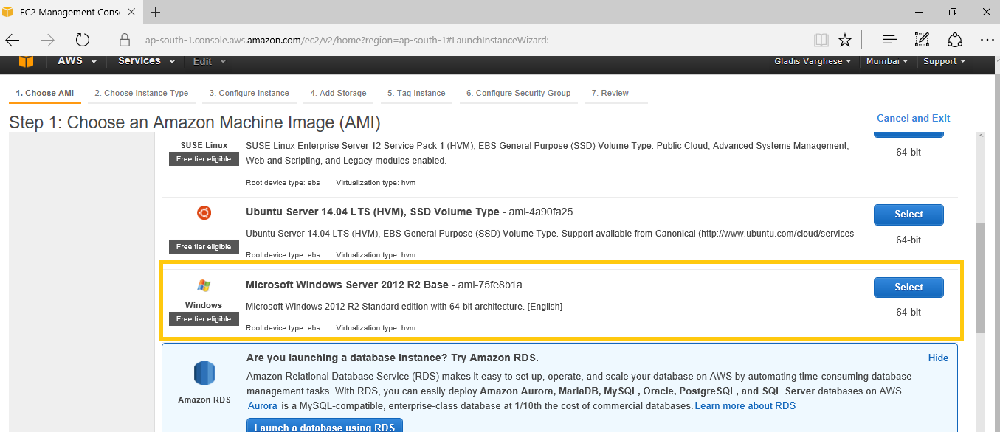 EC2 Management Cons
ap-south-1.console.aws.amazon.com/ec2/v2/home?region=ap-south-1#LaunchInstanceWizard:
AWS Services Edit Gladis Varghese Mumbai Support
1. Choose AMI 2. Choose Instance Type 3. Configure Instance 4. Add Storage 5. Tag Instance 6. Configure Security Group 7. Review
Step 1: Choose an Amazon Machine Image (AMI)
Cancel and Exit
SUSE Linux
Free tier eligible
SUSE Linux Enterprise Server 12 Service Pack 1 (HVM), EBS General Purpose (SSD) Volume Type. Public Cloud, Advanced Systems Management,
Web and Scripting, and Legacy modules enabled.
Root device type: ebs Virtualization type: hvm
64-bit
Ubuntu Server 14.04 LTS (HVM), SSD Volume Type - ami-4a90fa25
Select
Free tier eligible
Ubuntu Server 14.04 LTS (HVM), EBS General Purpose (SSD) Volume Type. Support available from Canonical (http://www.ubuntu.com/cloud/services
64-bit
Root device type: ebs Virtualization type: hvm
Microsoft Windows Server 2012 R2 Base - ami-75fe8b1a
Select
Windows
Free tier eligible
Microsoft Windows 2012 R2 Standard edition with 64-bit architecture. [English]
64-bit
Root device type: ebs Virtualization type: hvm
Are you launching a database instance? Try Amazon RDS.
Hide
Amazon RDS
Amazon Relational Database Service (RDS) makes it easy to set up, operate, and scale your database on AWS by automating time-consuming database
management tasks. With RDS, you can easily deploy Amazon Aurora, MariaDB, MySQL, Oracle, PostgreSQL, and SQL Server databases on AWS.
Aurora is a MySQL-compatible, enterprise-class database at 1/10th the cost of commercial databases. Learn more about RDS
Launch a database using RDS